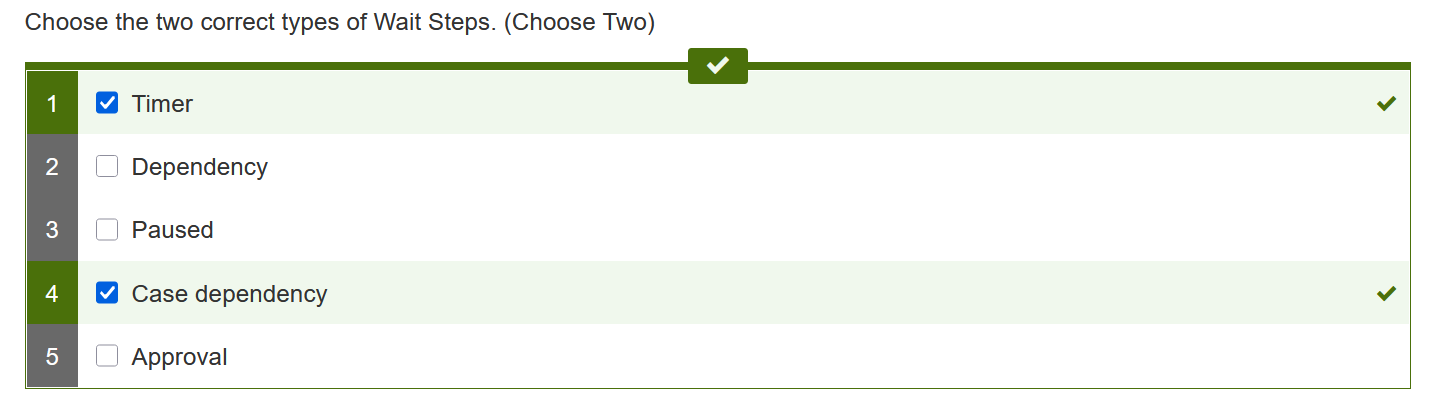 Choose the two correct types of Wait Steps. (Choose Two)
1 Timer
2 Dependency
3 Paused
4 Case dependency
5 Approval